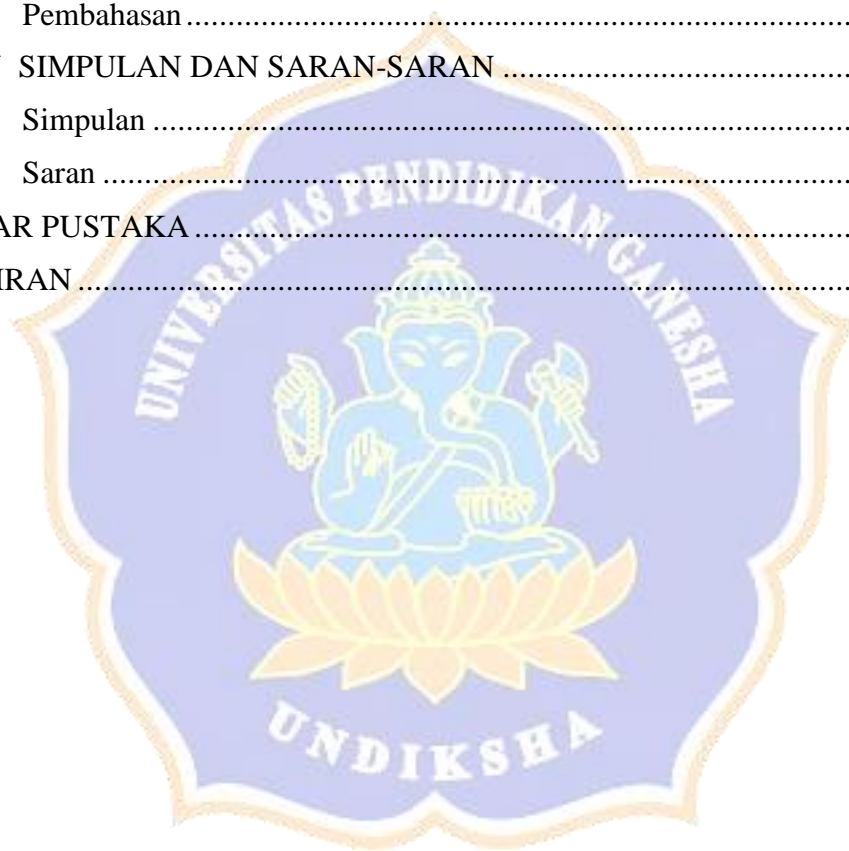 Pembahasan ........................................................................................
SIMPULAN DAN SARAN-SARAN ..........................................
Simpulan ............................................................................................
Saran ..................................................................................................
AR PUSTAKA ................................................................................
IRAN ..............................................................................................
UNIVERSITAS PENDIDIKAN GANESHA
UNDIKSHA